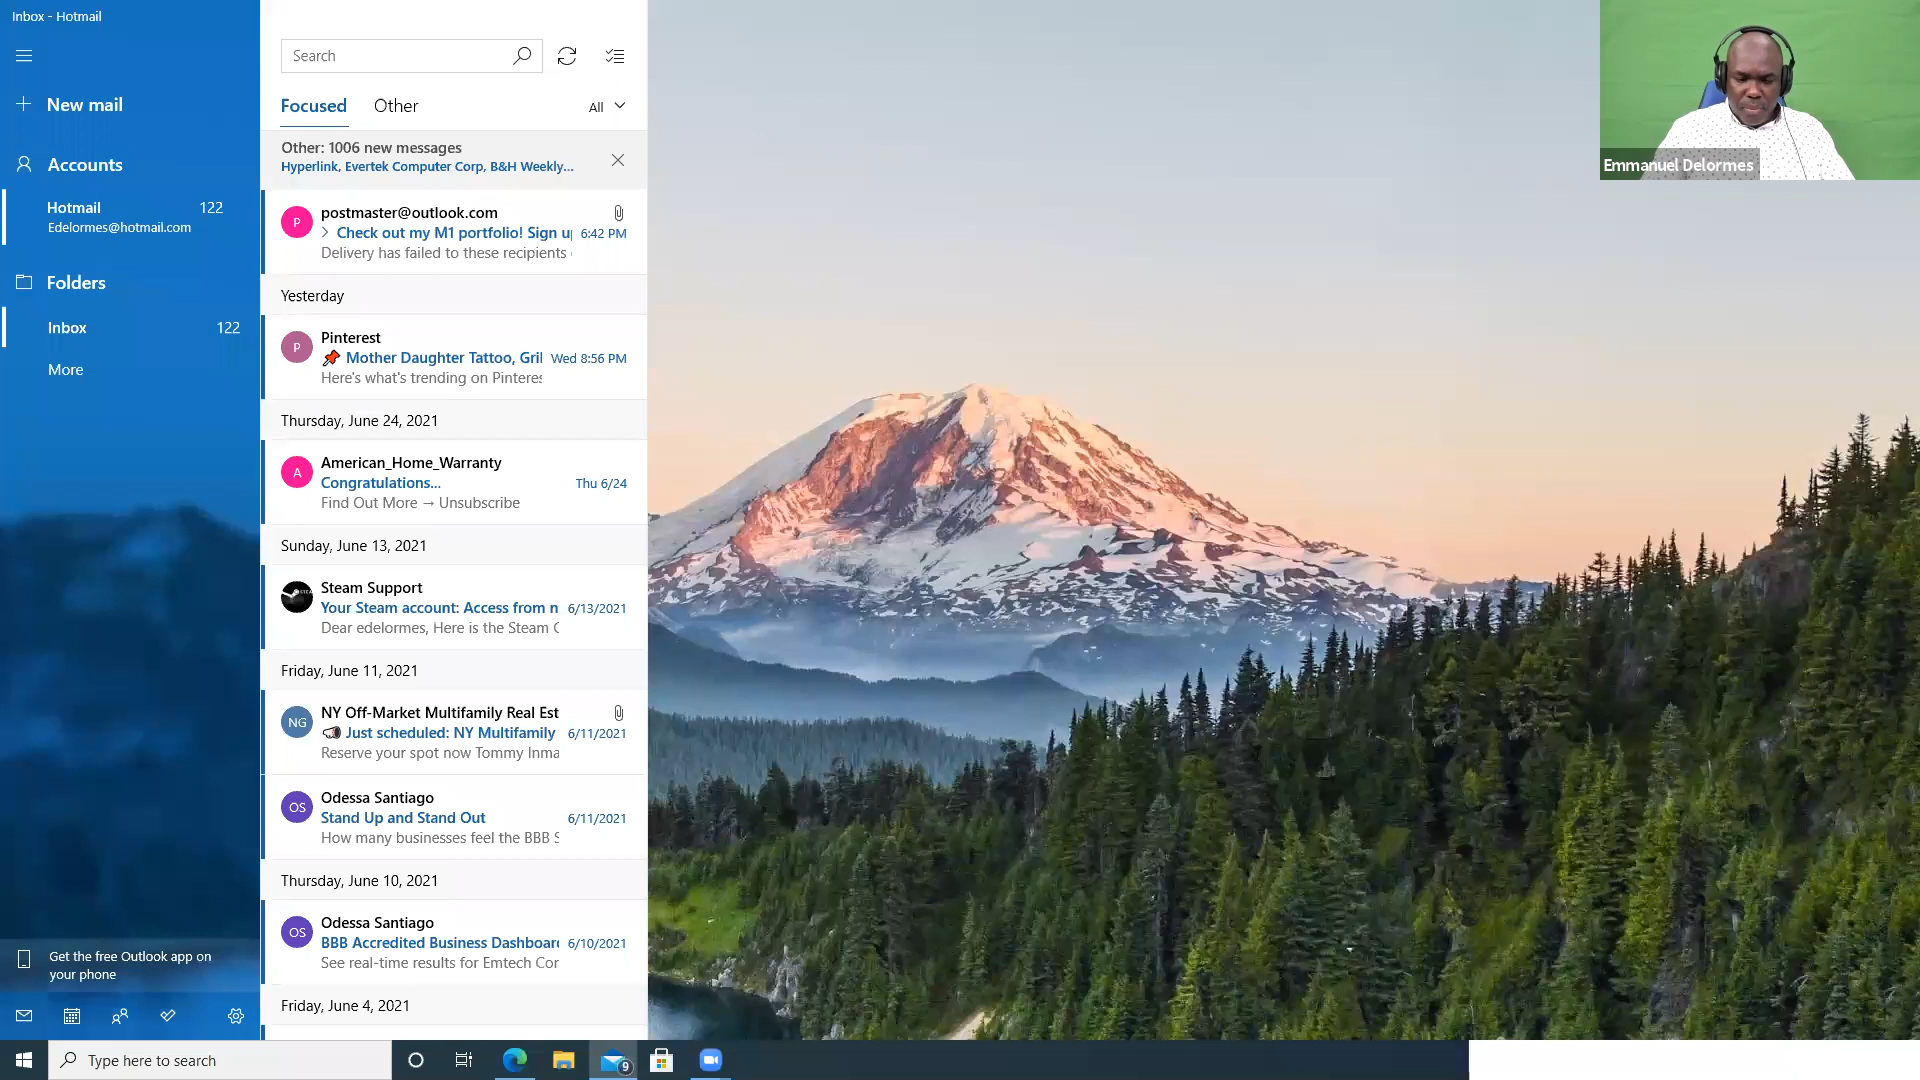 Inbox - Hotmail
New mail
Accounts
Hotmail 122
Edelormes@hotmail.com
Folders
Inbox 122
More
Get the free Outlook app on
your phone
Search
Focused Other All
Other: 1006 new messages
Hyperlink, Evertek Computer Corp, B&H Weekly...
P
postmaster@outlook.com
Check out my M1 portfolio! Sign u 6:42 PM
Delivery has failed to these recipients
Yesterday
P
Pinterest
Mother Daughter Tattoo, Gril Wed 8:56 PM
Here's what's trending on Pinteres
Thursday, June 24, 2021
A
American_Home_Warranty
Congratulations... Thu 6/24
Find Out More → Unsubscribe
Sunday, June 13, 2021
Steam Support
Your Steam account: Access from n 6/13/2021
Dear edelormes, Here is the Steam
Friday, June 11, 2021
NG
NY Off-Market Multifamily Real Est
Just scheduled: NY Multifamily 6/11/2021
Reserve your spot now Tommy Inma
OS
Odessa Santiago
Stand Up and Stand Out 6/11/2021
How many businesses feel the BBB S
Thursday, June 10, 2021
OS
Odessa Santiago
BBB Accredited Business Dashboard 6/10/2021
See real-time results for Emtech Cor
Friday, June 4, 2021
Emmanuel Delormes
Type here to search
9